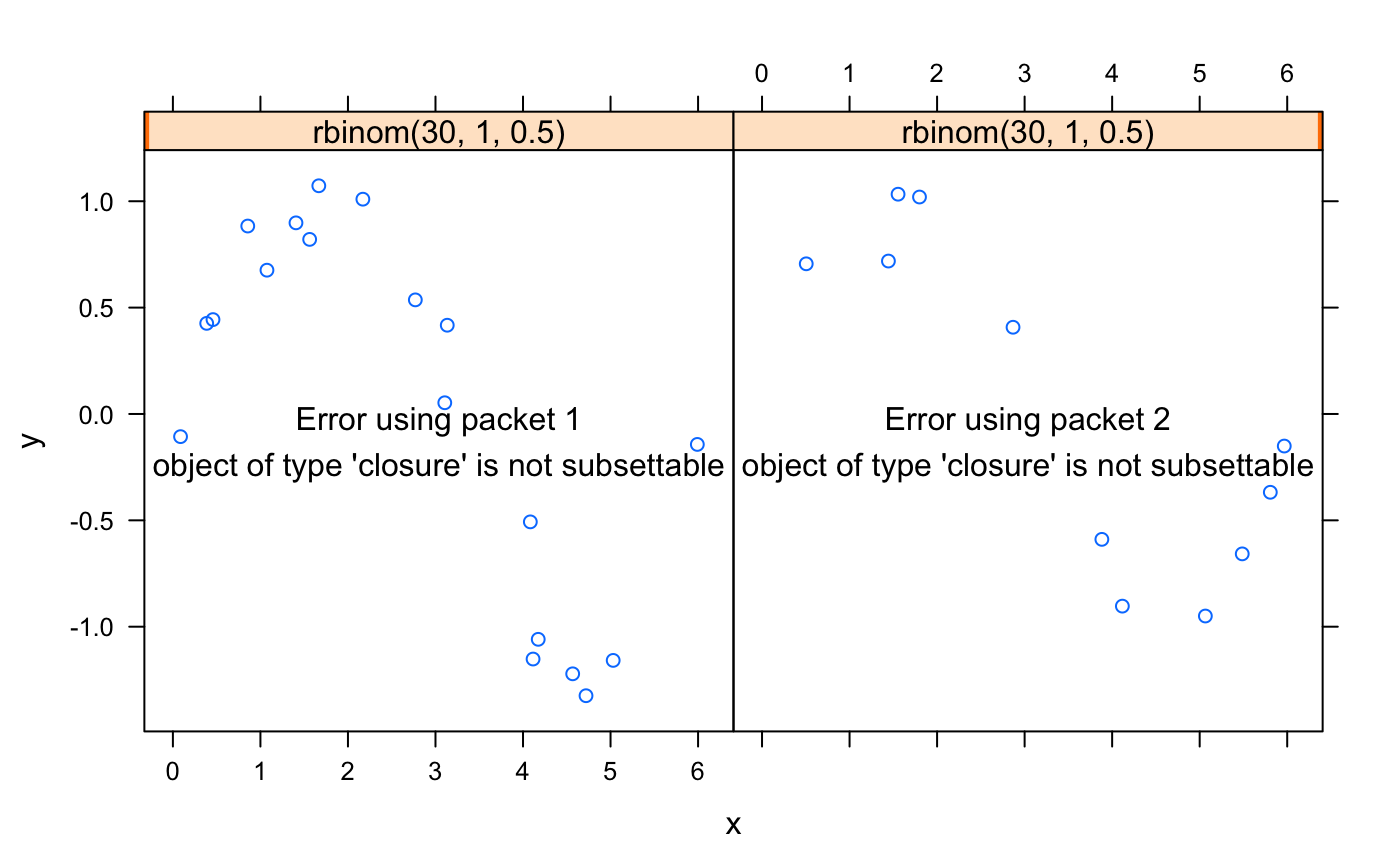 0 1 2 3 4 5 6
rbinom(30, 1, 0.5) rbinom(30, 1, 0.5)
1.0
0.5
0.0
Error using packet 1 Error using packet 2
y
object of type 'closure' is not subsettable object of type 'closure' is not subsettable
-0.5
-1.0
0 1 2 3 4 5 6
x